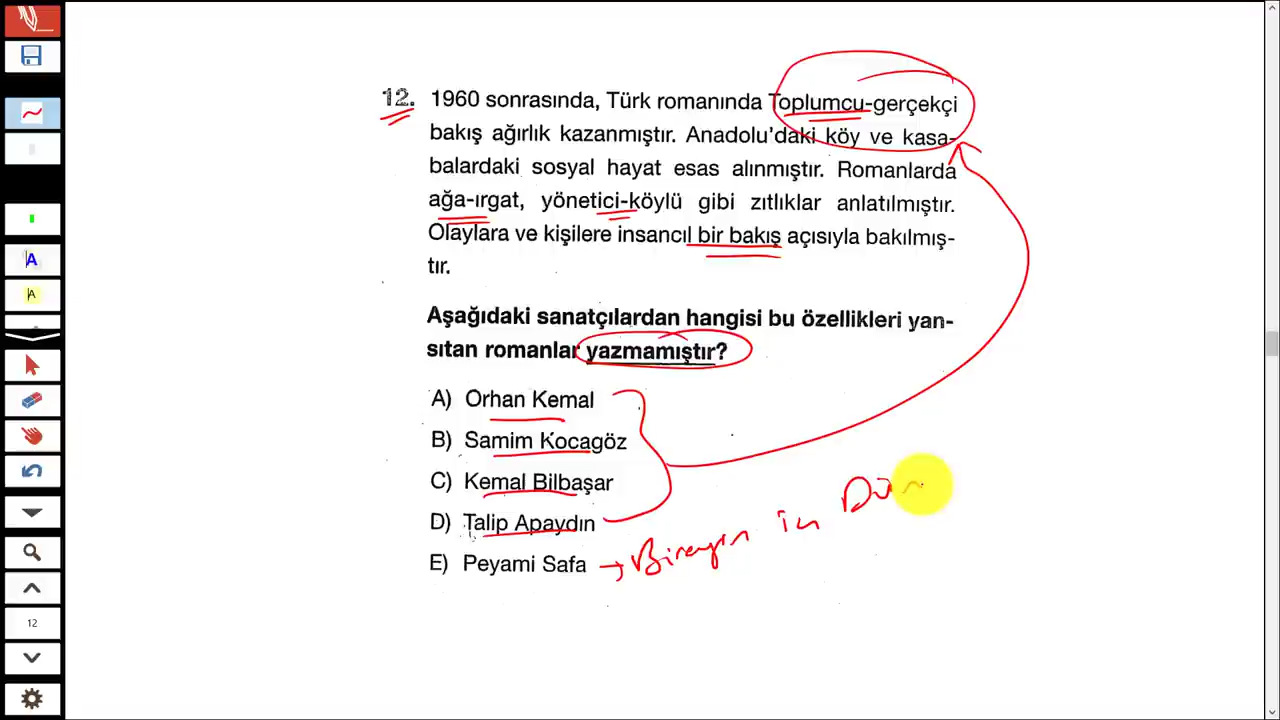 12. 1960 sonrasında, Türk romanında Toplumcu-gerçekçi
bakış ağırlık kazanmıştır. Anadolu'daki köy ve kasa-
balardaki sosyal hayat esas alınmıştır. Romanlarda
ağa-ırgat, yönetici-köylü gibi zıtlıklar anlatılmıştır.
Olaylara ve kişilere insancıl bir bakış açısıyla bakılmış-
tır.
Aşağıdaki sanatçılardan hangisi bu özellikleri yan-
sıtan romanlar yazmamıştır?
A) Orhan Kemal
B) Samim Kocagöz
C) Kemal Bilbaşar
D) Talip Apaydın
E) Peyami Safa → Bireyin iç
A
A
12